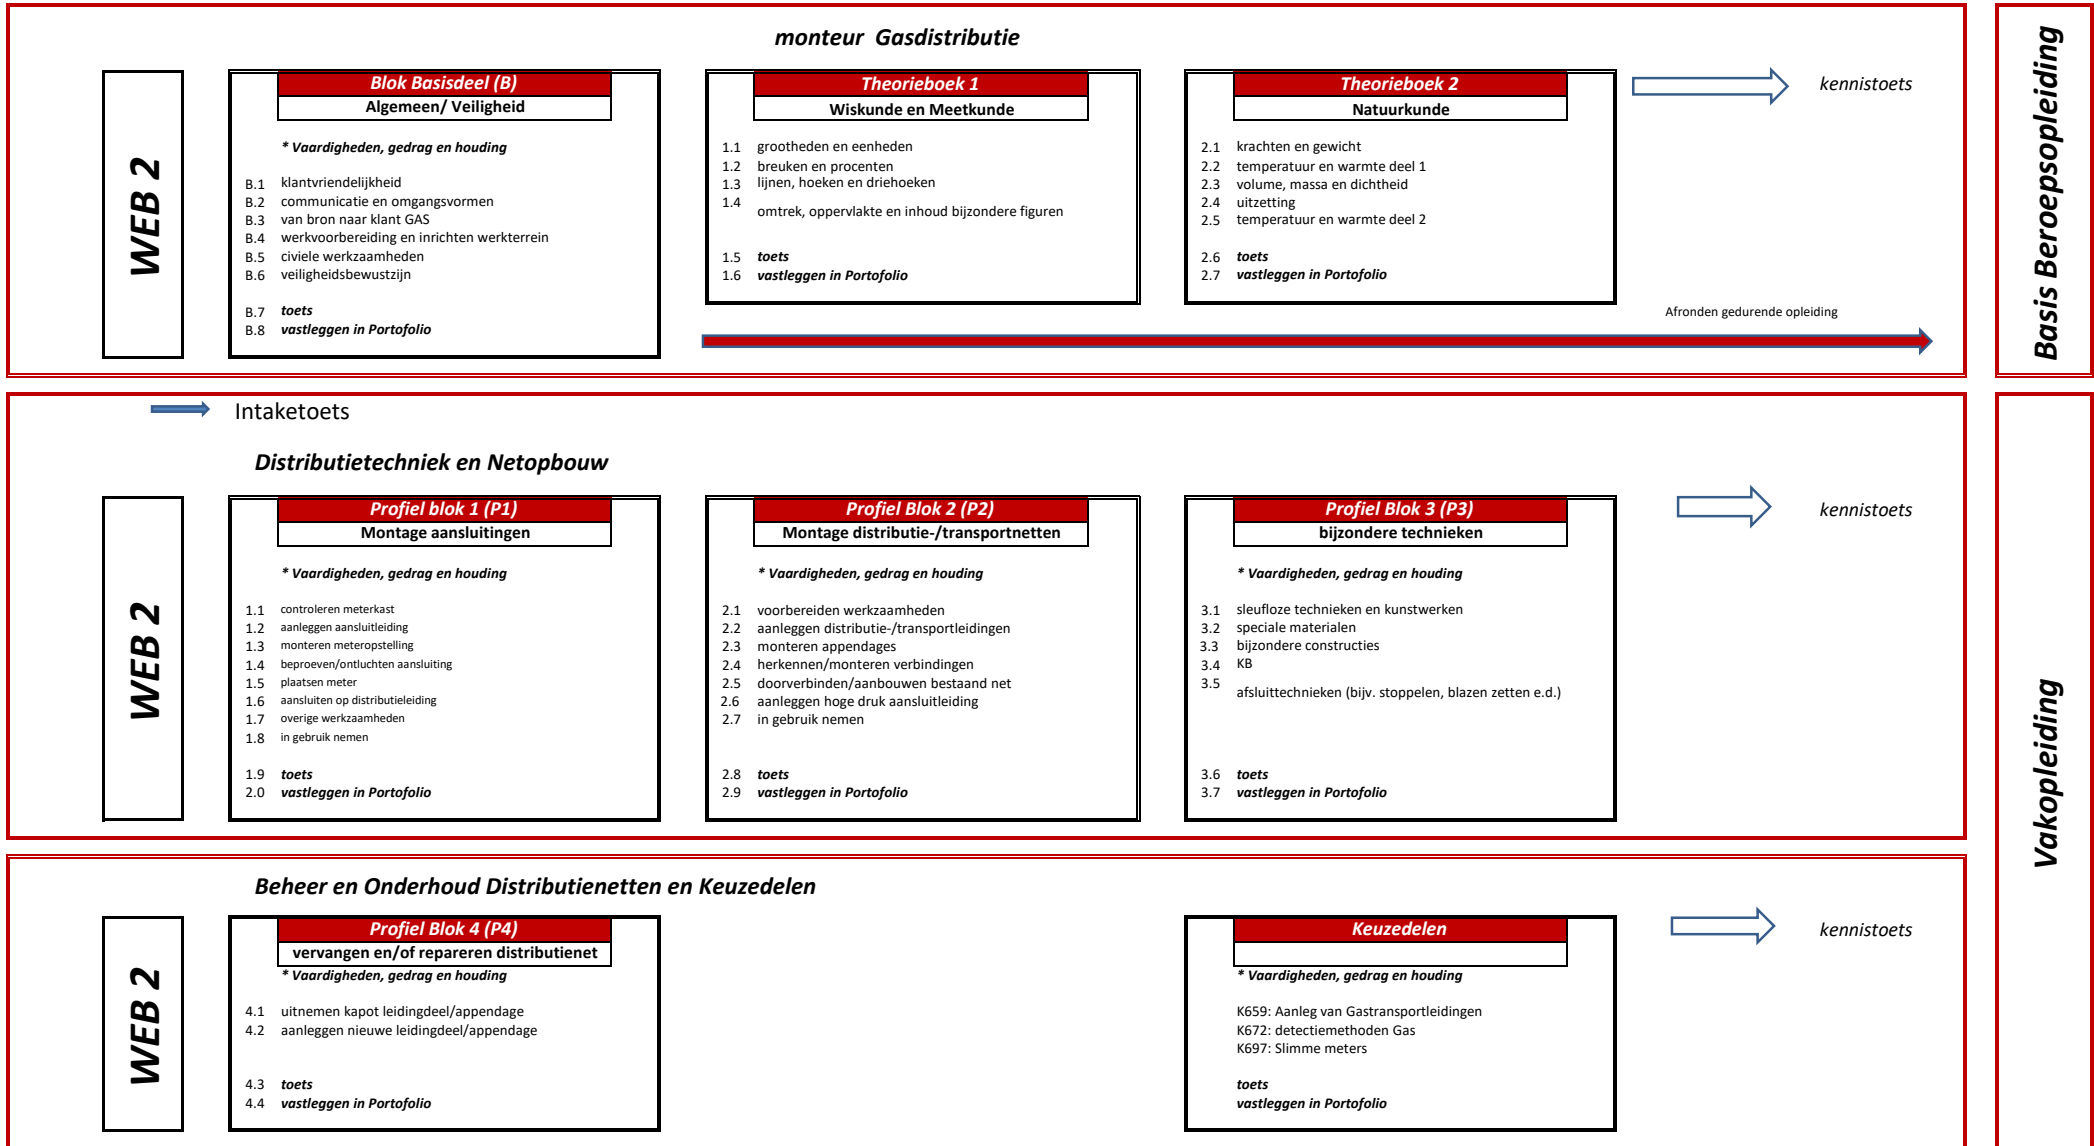 monteur  Gasdistributie
WEB 2
Blok Basisdeel (B)
Algemeen/ Veiligheid
* Vaardigheden, gedrag en houding
B.1 klantvriendelijkheid
B.2 communicatie en omgangsvormen
B.3 van bron naar klant GAS
B.4 werkvoorbereiding en inrichten werkterrein
B.5 civiele werkzaamheden
B.6 veiligheidsbewustzijn
B.7 toets
B.8 vastleggen in Portofolio
Theorieboek 1
Wiskunde en Meetkunde
1.1 grootheden en eenheden
1.2 breuken en procenten
1.3 lijnen, hoeken en driehoeken
1.4 omtrek, oppervlakte en inhoud bijzondere figuren
1.5 toets
1.6 vastleggen in Portofolio
Theorieboek 2
Natuurkunde
2.1 krachten en gewicht
2.2 temperatuur en warmte deel 1
2.3 volume, massa en dichtheid
2.4 uitzetting
2.5 temperatuur en warmte deel 2
2.6 toets
2.7 vastleggen in Portofolio
kennistoets
Afronden gedurende opleiding
Basis Beroepsopleiding
Intaketoets
Distributietechniek en Netopbouw
WEB 2
Profiel blok 1 (P1)
Montage aansluitingen
* Vaardigheden, gedrag en houding
1.1 controleren meterkast
1.2 aanleggen aansluitleiding
1.3 monteren meteropstelling
1.4 beproeven/ontluchten aansluiting
1.5 plaatsen meter
1.6 aansluiten op distributieleiding
1.7 overige werkzaamheden
1.8 in gebruik nemen
1.9 toets
2.0 vastleggen in Portofolio
Profiel Blok 2 (P2)
Montage distributie-/transportnetten
* Vaardigheden, gedrag en houding
2.1 voorbereiden werkzaamheden
2.2 aanleggen distributie-/transportleidingen
2.3 monteren appendages
2.4 herkennen/monteren verbindingen
2.5 doorverbinden/aanbouwen bestaand net
2.6 aanleggen hoge druk aansluitleiding
2.7 in gebruik nemen
2.8 toets
2.9 vastleggen in Portofolio
Profiel Blok 3 (P3)
bijzondere technieken
* Vaardigheden, gedrag en houding
3.1 sleufloze technieken en kunstwerken
3.2 speciale materialen
3.3 bijzondere constructies
3.4 KB
3.5 afsluittechnieken (bijv. stoppelen, blazen zetten e.d.)
3.6 toets
3.7 vastleggen in Portofolio
kennistoets
Vakopleiding
Beheer en Onderhoud Distributienetten en Keuzedelen
WEB 2
Profiel Blok 4 (P4)
vervangen en/of repareren distributienet
* Vaardigheden, gedrag en houding
4.1 uitnemen kapot leidingdeel/appendage
4.2 aanleggen nieuwe leidingdeel/appendage
4.3 toets
4.4 vastleggen in Portofolio
Keuzedelen
* Vaardigheden, gedrag en houding
K659: Aanleg van Gastransportleidingen
K672: detectiemethoden Gas
K697: Slimme meters
toets
vastleggen in Portofolio
kennistoets